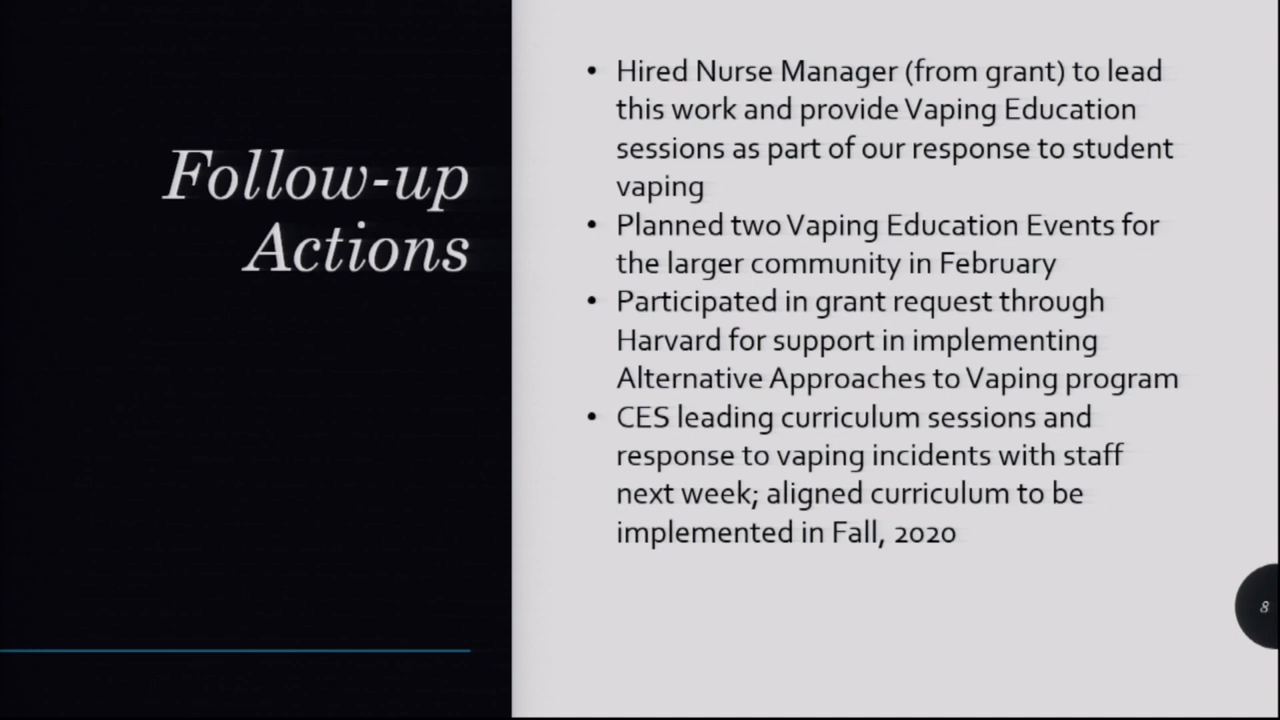 Follow-up
Actions
• Hired Nurse Manager (from grant) to lead
this work and provide Vaping Education
sessions as part of our response to student
vaping
• Planned two Vaping Education Events for
the larger community in February
• Participated in grant request through
Harvard for support in implementing
Alternative Approaches to Vaping program
• CES leading curriculum sessions and
response to vaping incidents with staff
next week; aligned curriculum to be
implemented in Fall, 2020
8